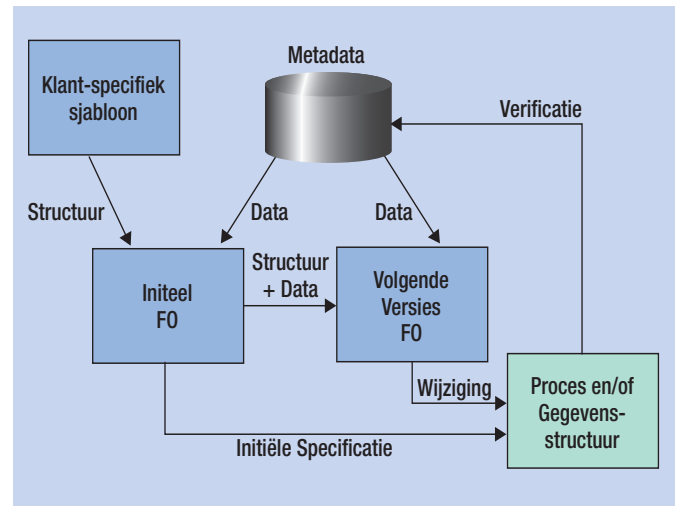 Metadata
Klant-specifiek
sjabloon
Verificatie
Structuur
Data
Data
Initeel
FO
Structuur
+ Data
Volgende
Versies
FO
Wijziging
Proces en/of
Gegevens-
structuur
Initiële Specificatie